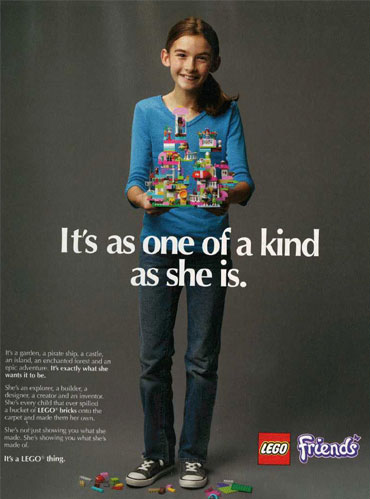 It's as one of a kind
as she is.
It's a garden, a pirate ship, a castle,
an island, an enchanted forest and an
epic adventure. It's exactly what she
wants it to be.
She's an explorer, a builder, a
designer, a creator and an inventor.
She's every child that ever spilled
a bucket of LEGO® bricks onto the
carpet and made them her own.
She's not just showing you what she
made. She's showing you what she's
made of.
It's a LEGO® thing.
LEGO Friends